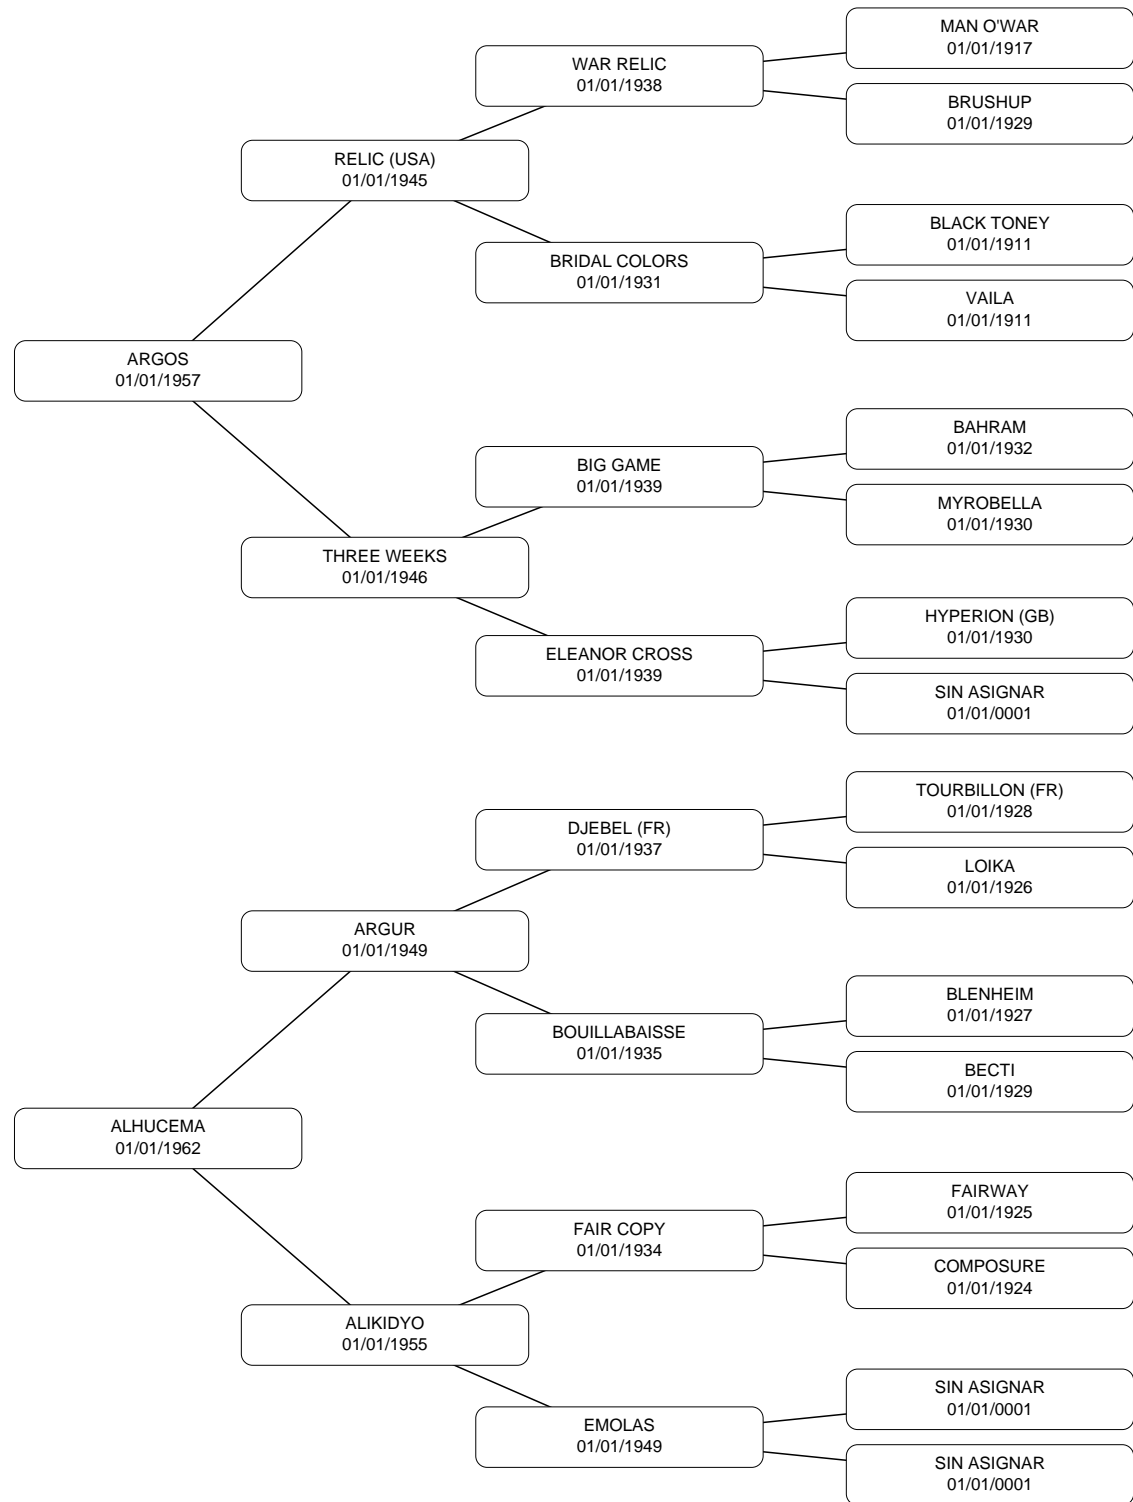 MAN O'WAR
01/01/1917
WAR RELIC
01/01/1938
BRUSHUP
01/01/1929
RELIC (USA)
01/01/1945
BLACK TONEY
01/01/1911
BRIDAL COLORS
01/01/1931
VAILA
01/01/1911
ARGOS
01/01/1957
BAHRAM
01/01/1932
BIG GAME
01/01/1939
MYROBELLA
01/01/1930
THREE WEEKS
01/01/1946
HYPERION (GB)
01/01/1930
ELEANOR CROSS
01/01/1939
SIN ASIGNAR
01/01/0001
TOURBILLON (FR)
01/01/1928
DJEBEL (FR)
01/01/1937
LOIKA
01/01/1926
ARGUR
01/01/1949
BLENHEIM
01/01/1927
BOUILLABAISSE
01/01/1935
BECTI
01/01/1929
ALHUCEMA
01/01/1962
FAIRWAY
01/01/1925
FAIR COPY
01/01/1934
COMPOSURE
01/01/1924
ALIKIDYO
01/01/1955
SIN ASIGNAR
01/01/0001
EMOLAS
01/01/1949
SIN ASIGNAR
01/01/0001